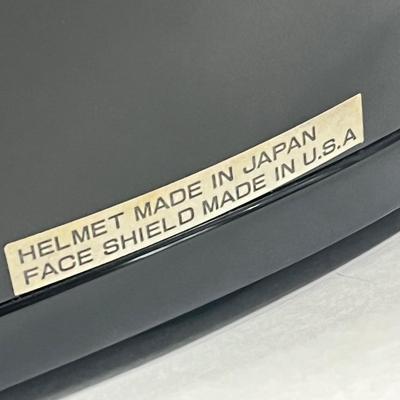 HELMET MADE IN JAPAN
FACE SHIELD MADE IN U.S.A